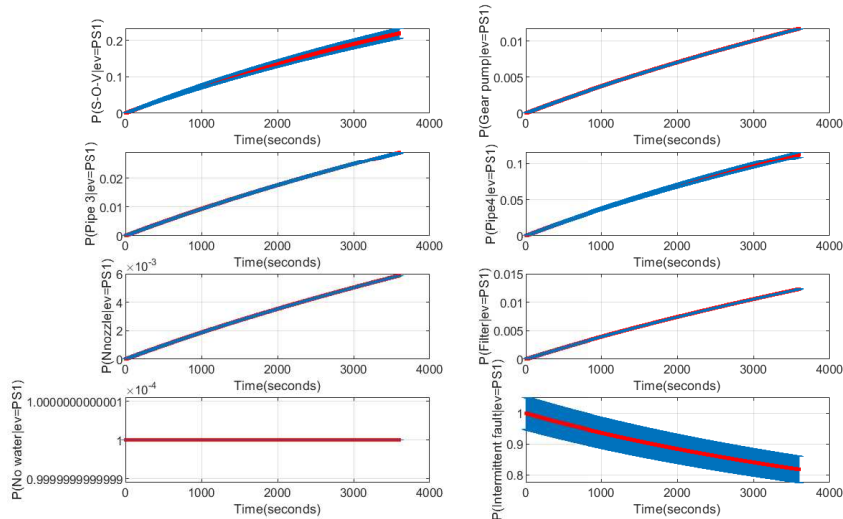 P(S-O-V|ev=PS1)
0.2
0.1
0
0 1000 2000 3000 4000
Time(seconds)
P(Gear pump|ev=PS1)
0.01
0.005
0
0 1000 2000 3000 4000
Time(seconds)
P(Pipe 3|ev=PS1)
0.02
0.01
0
0 1000 2000 3000 4000
Time(seconds)
P(Pipe4|ev=PS1)
0.1
0.05
0
0 1000 2000 3000 4000
Time(seconds)
P(Nnozzle|ev=PS1)
×10-3
6
4
2
0
0 1000 2000 3000 4000
Time(seconds)
P(Filter|ev=PS1)
0.015
0.01
0.005
0
0 1000 2000 3000 4000
Time(seconds)
P(No water|ev=PS1)
×10-4
1.0000000000001
1
0.9999999999999
0 1000 2000 3000 4000
Time(seconds)
P(Intermittent fault|ev=PS1)
1
0.9
0.8
0 1000 2000 3000 4000
Time(seconds)